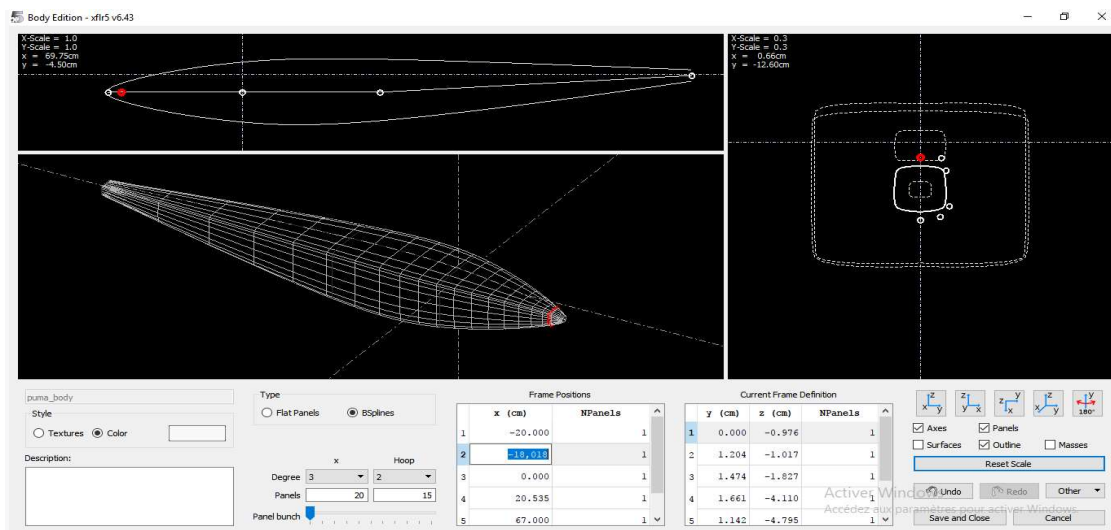 Body Edition - xflr5 v6.43
X-Scale = 1.0
Y-Scale = 1.0
x = 69.75cm
y = -4.50cm
X-Scale = 0.3
Y-Scale = 0.3
x = 0.66cm
y = -12.60cm
puma_body
Style
Textures Color
Description:
Type
Flat Panels BSplines
x Hoop
Degree 3 2
Panels 20 15
Panel bunch
Frame Positions
x (cm) NPanels
1 -20.000 1
2 -18,018 1
3 0.000 1
4 20.535 1
5 67.000 1
Current Frame Definition
y (cm) z (cm) NPanels
1 0.000 -0.976 1
2 1.204 -1.017 1
3 1.474 -1.827 1
4 1.661 -4.110 1
5 1.142 -4.795 1
z x y
z y x
z y x
z x y
y 180°
Axes Panels
Surfaces Outline Masses
Reset Scale
Undo Redo Other
Save and Close Cancel
Activer Windows
Accédez aux paramètres pour activer Windows.